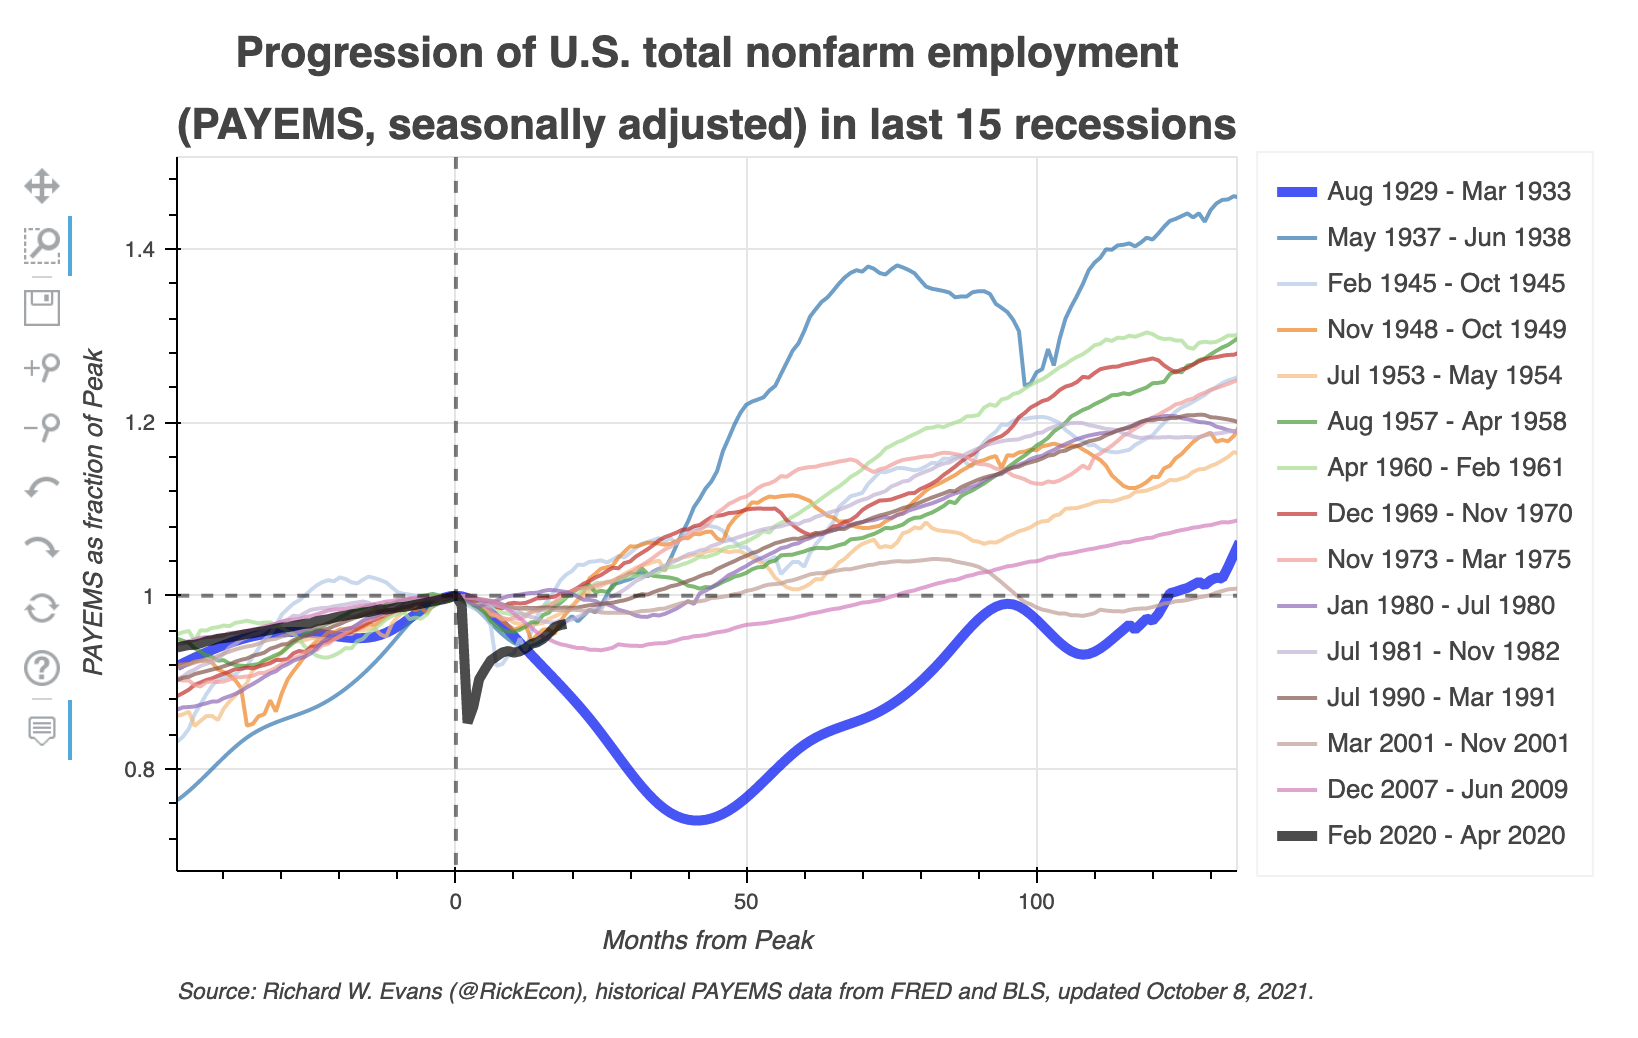 Progression of U.S. total nonfarm employment
(PAYEMS, seasonally adjusted) in last 15 recessions
PAYEMS as fraction of Peak
1.4
1.2
1
0.8
0
50
100
Months from Peak
Aug 1929 - Mar 1933
May 1937 - Jun 1938
Feb 1945 - Oct 1945
Nov 1948 - Oct 1949
Jul 1953 - May 1954
Aug 1957 - Apr 1958
Apr 1960 - Feb 1961
Dec 1969 - Nov 1970
Nov 1973 - Mar 1975
Jan 1980 - Jul 1980
Jul 1981 - Nov 1982
Jul 1990 - Mar 1991
Mar 2001 - Nov 2001
Dec 2007 - Jun 2009
Feb 2020 - Apr 2020
Source: Richard W. Evans (@RickEcon), historical PAYEMS data from FRED and BLS, updated October 8, 2021.